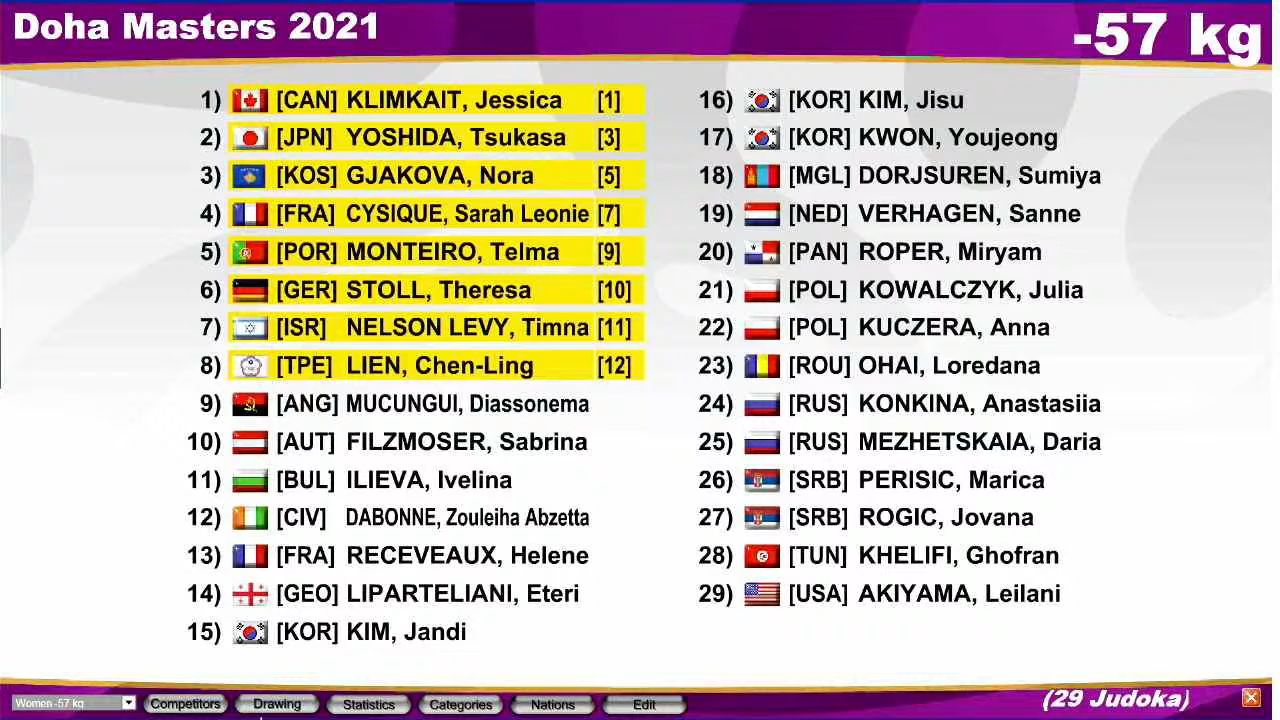 Doha Masters 2021
-57 kg
1) [CAN] KLIMKAIT, Jessica [1]
2) [JPN] YOSHIDA, Tsukasa [3]
3) [KOS] GJAKOVA, Nora [5]
4) [FRA] CYSIQUE, Sarah Leonie [7]
5) [POR] MONTEIRO, Telma [9]
6) [GER] STOLL, Theresa [10]
7) [ISR] NELSON LEVY, Timna [11]
8) [TPE] LIEN, Chen-Ling [12]
9) [ANG] MUCUNGUI, Diassonema
10) [AUT] FILZMOSER, Sabrina
11) [BUL] ILIEVA, Ivelina
12) [CIV] DABONNE, Zouleiha Abzetta
13) [FRA] RECEVEAUX, Helene
14) [GEO] LIPARTELIANI, Eteri
15) [KOR] KIM, Jandi
16) [KOR] KIM, Jisu
17) [KOR] KWON, Youjeong
18) [MGL] DORJSUREN, Sumiya
19) [NED] VERHAGEN, Sanne
20) [PAN] ROPER, Miryam
21) [POL] KOWALCZYK, Julia
22) [POL] KUCZERA, Anna
23) [ROU] OHAI, Loredana
24) [RUS] KONKINA, Anastasiia
25) [RUS] MEZHETSKAIA, Daria
26) [SRB] PERISIC, Marica
27) [SRB] ROGIC, Jovana
28) [TUN] KHELIFI, Ghofran
29) [USA] AKIYAMA, Leilani
Women -57 kg Competitors Drawing Statistics Categories Nations Edit (29 Judoka)